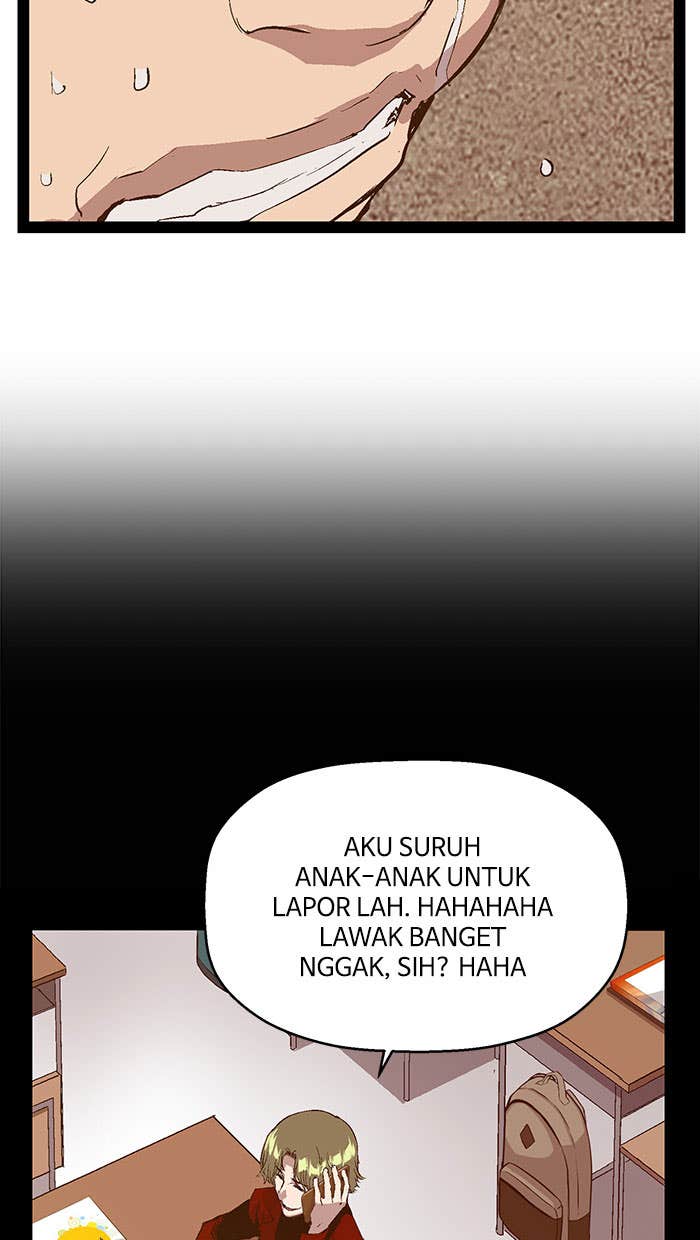 AKU SURUH
ANAK-ANAK UNTUK
LAPOR LAH. HAHAHAHA
LAWAK BANGET
NGGAK, SIH? HAHA